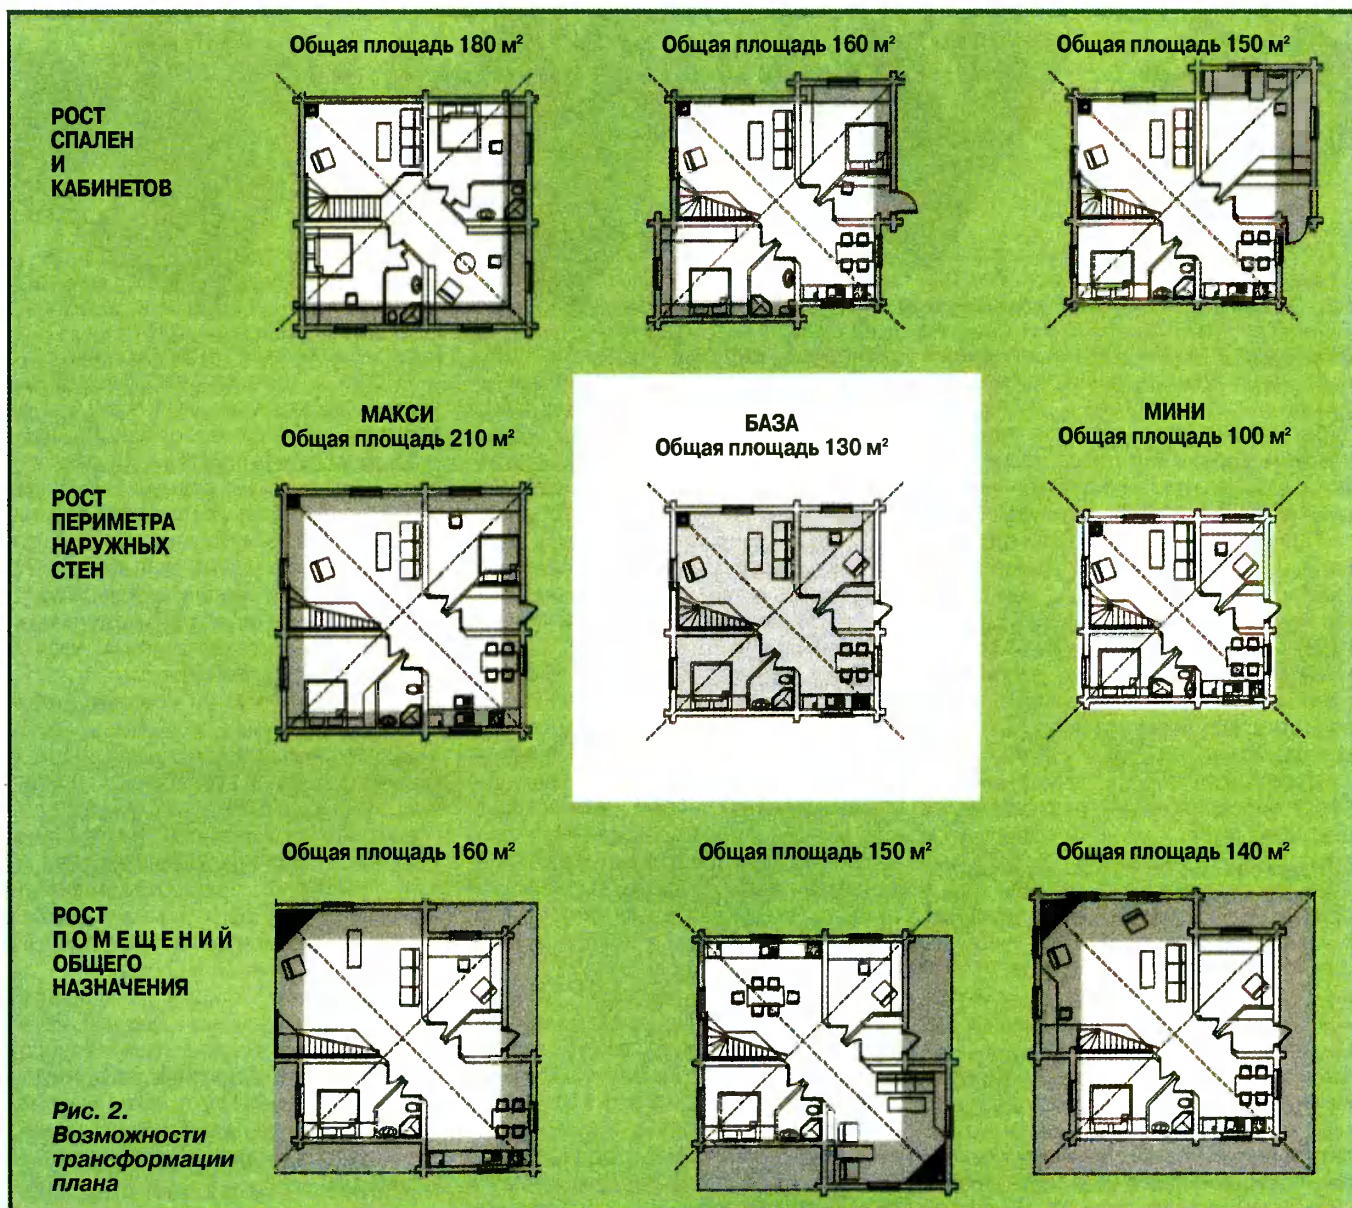 Общая площадь 180 м²
Общая площадь 160 м²
Общая площадь 150 м²
РОСТ
СПАЛЕН
И
КАБИНЕТОВ
МАКСИ
Общая площадь 210 м²
БАЗА
Общая площадь 130 м²
МИНИ
Общая площадь 100 м²
РОСТ
ПЕРИМЕТРА
НАРУЖНЫХ
СТЕН
Общая площадь 160 м²
Общая площадь 150 м²
Общая площадь 140 м²
РОСТ
ПОМЕЩЕНИЙ
ОБЩЕГО
НАЗНАЧЕНИЯ
Рис. 2.
Возможности
трансформации
плана